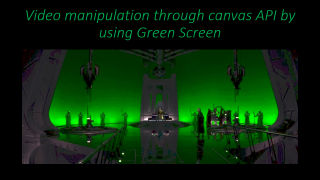 Video manipulation through canvas API by
using Green Screen